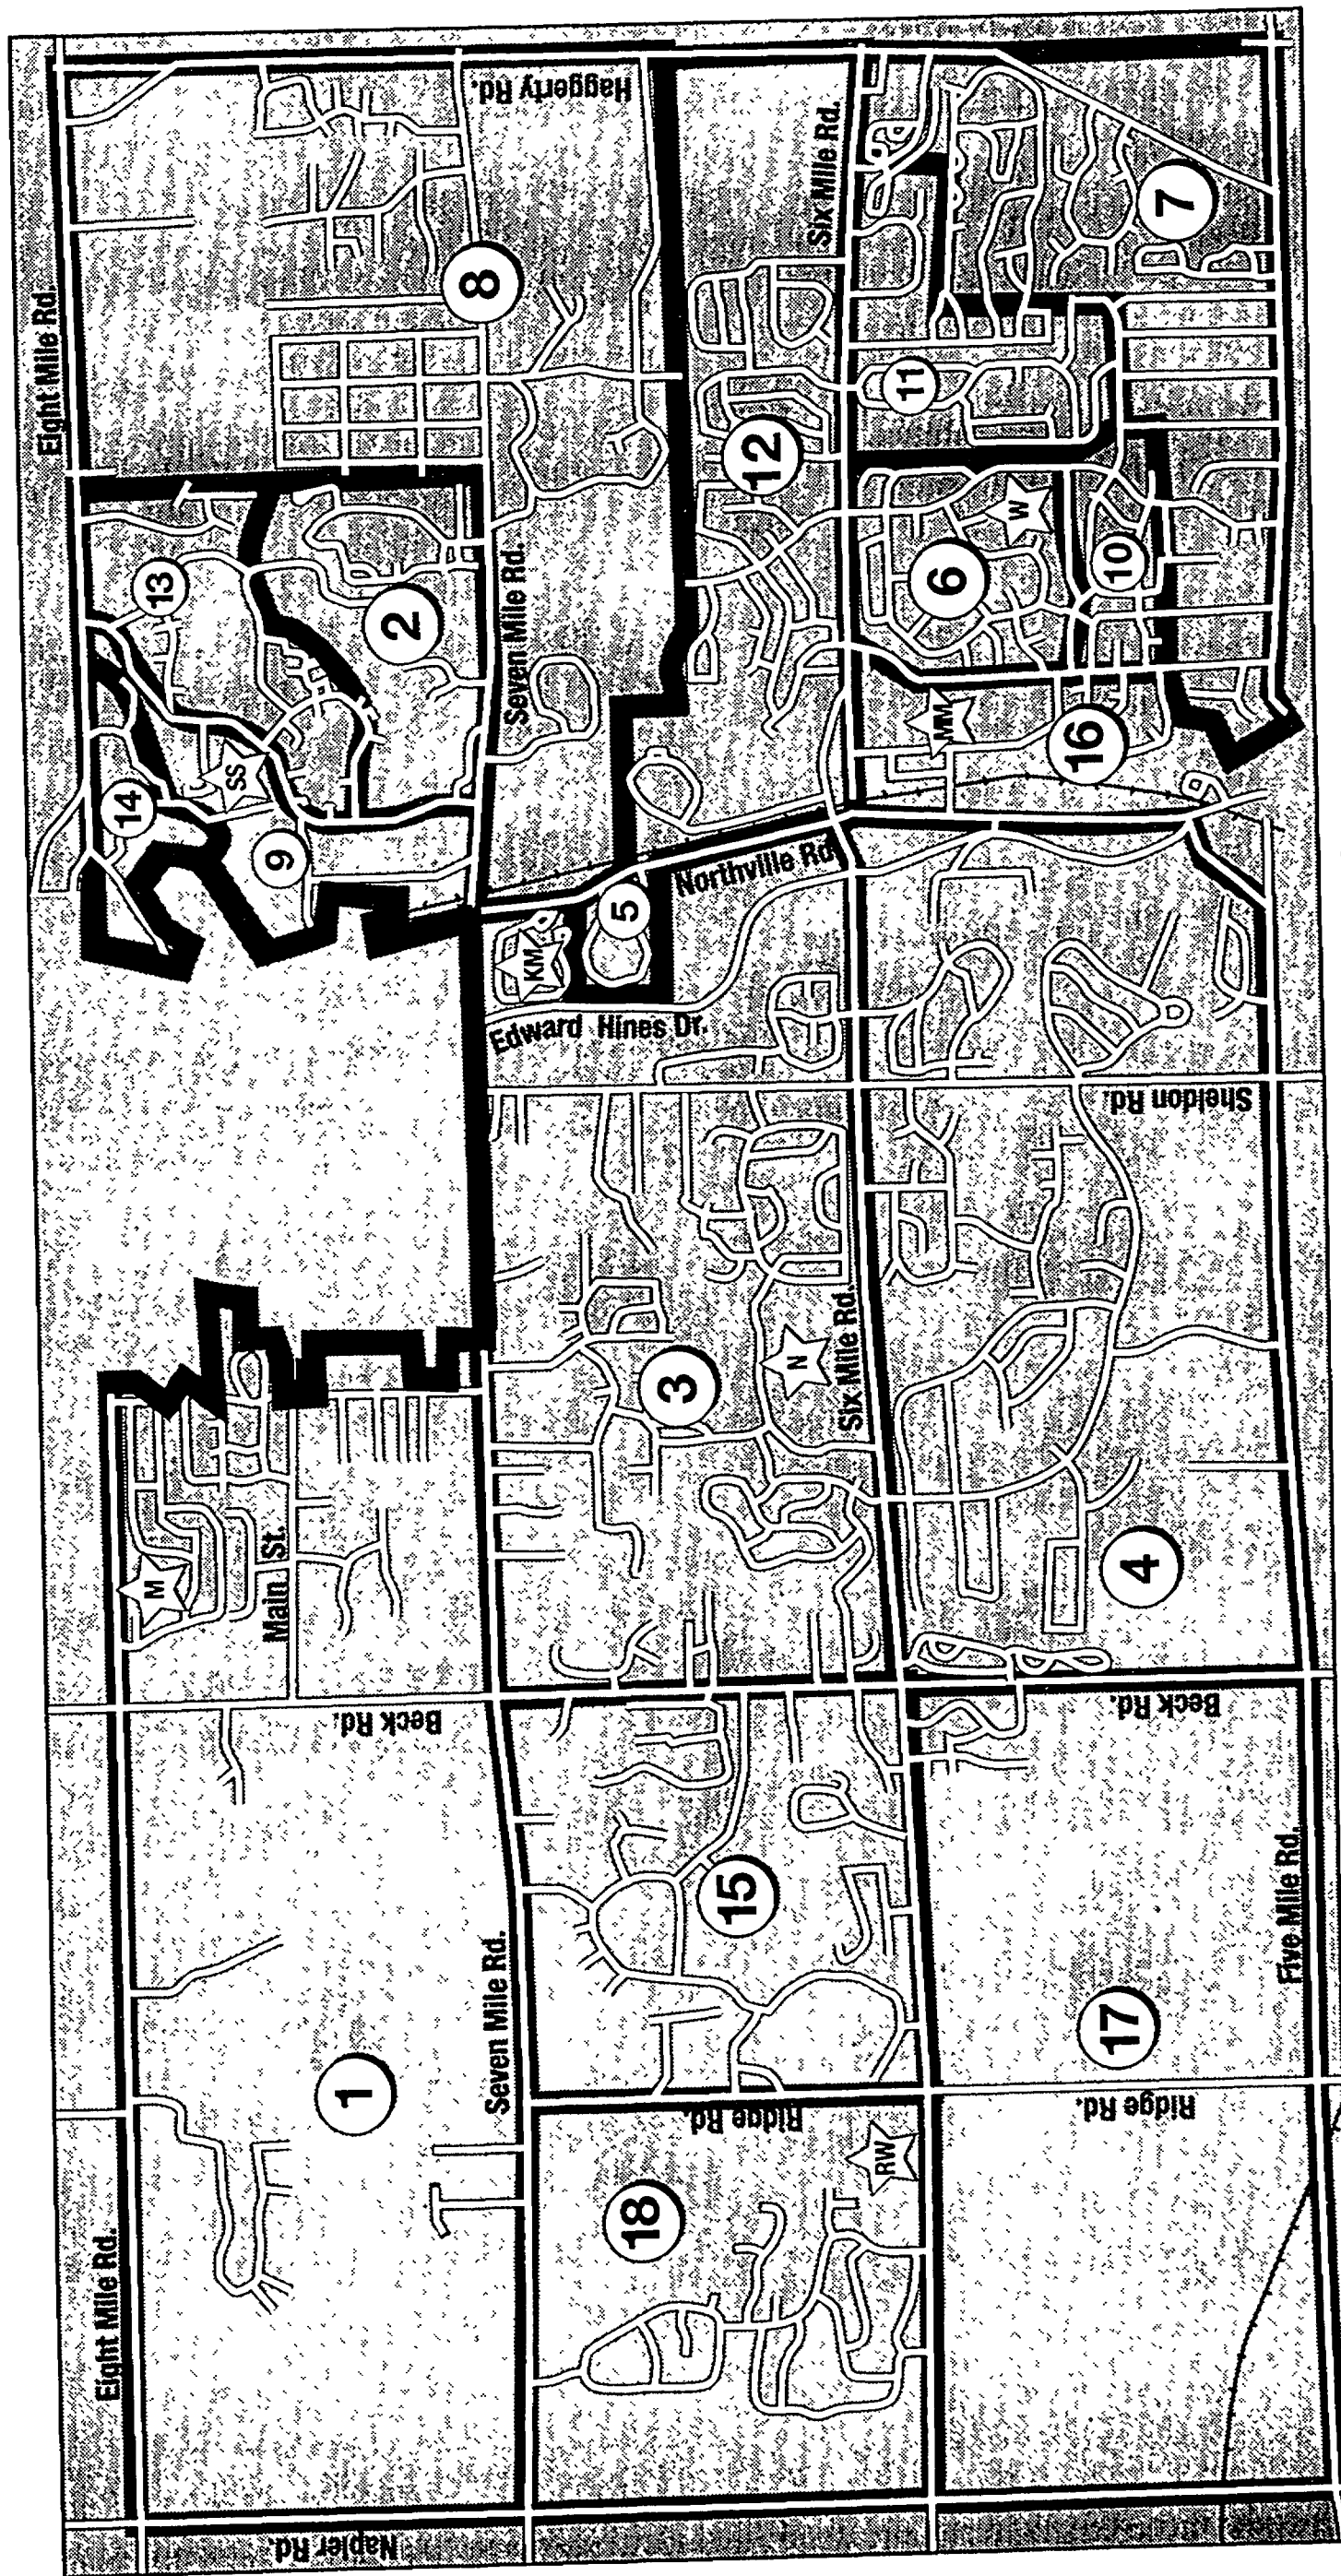 Eight Mile Rd.
Eight Mile Rd.
Napier Rd.
1
Beck Rd.
M
Main St.
14
13
SS
9
2
8
Haggerty Rd.
Seven Mile Rd.
Seven Mile Rd.
18
Ridge Rd.
RW
15
3
N
Six Mile Rd.
Edward Hines Dr.
KM
5
Northville Rd
12
Six Mile Rd.
17
Ridge Rd.
Beck Rd.
Five Mile Rd.
4
Sheldon Rd.
MM
16
6
W
10
11
7